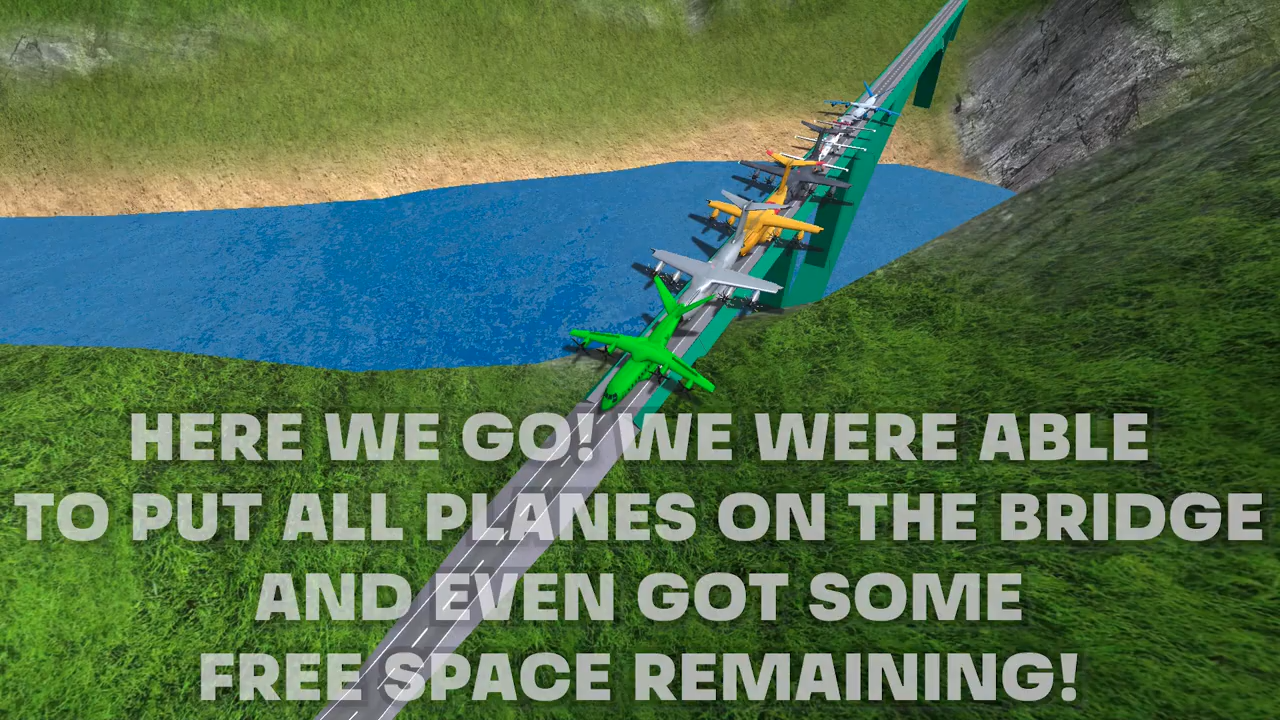 HERE WE GO! WE WERE ABLE
TO PUT ALL PLANES ON THE BRIDGE
AND EVEN GOT SOME
FREE SPACE REMAINING!